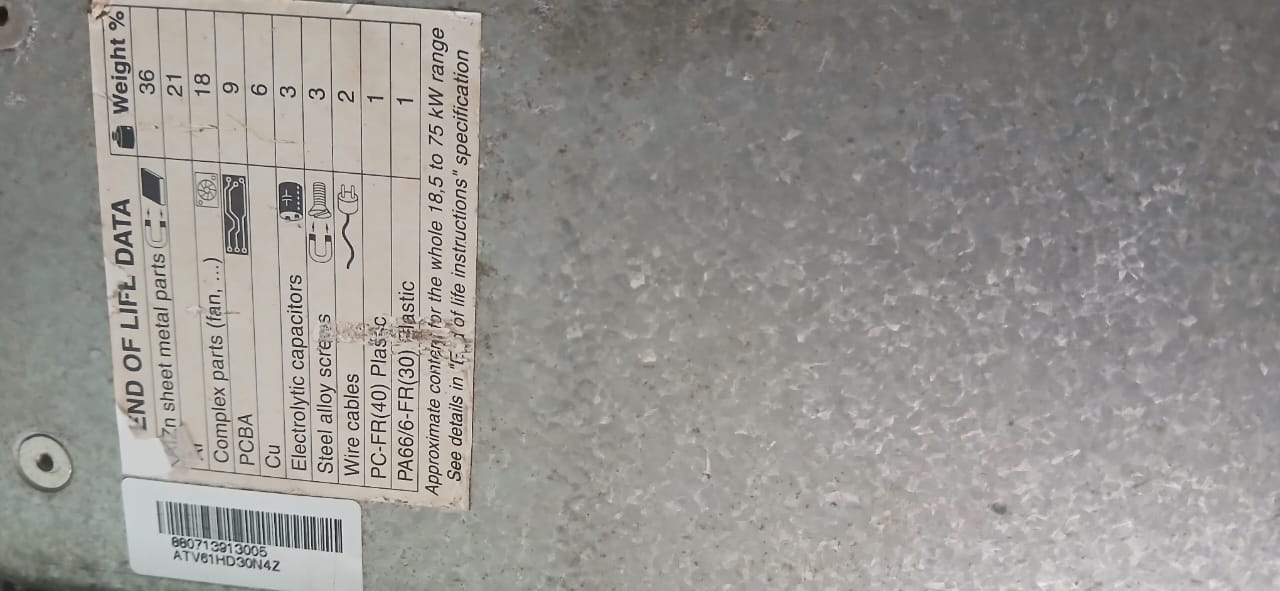 END OF LIFE DATA Weight %
Zn sheet metal parts 36
21
Complex parts (fan, ...) 18
PCBA 9
Cu 6
Electrolytic capacitors 3
Steel alloy screws 3
Wire cables 2
PC-FR(40) Plastic 1
PA66/6-FR(30) Plastic 1
Approximate content for the whole 18,5 to 75 kW range
See details in "End of life instructions" specification
880713913005
ATV61HD30N4Z